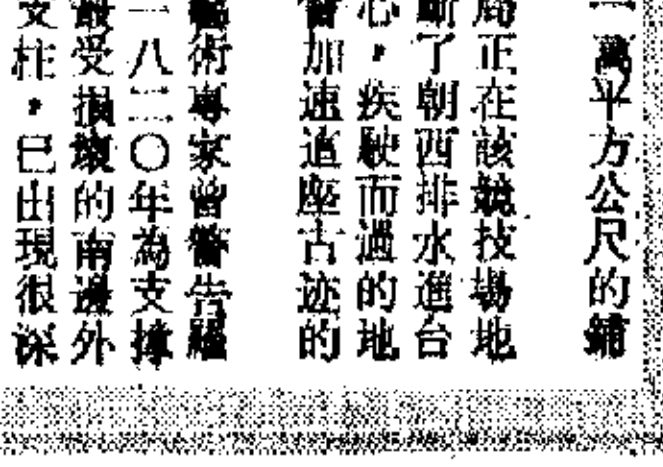 一萬平方公尺的鋪
局正在該競技場地
斷了朝西排水進台
心，疾駛而過的地
會加速這座古迹的
藝術專家曾警告羅
一八二〇年為支撐
最受損壞的南邊外
支柱，已出現很深